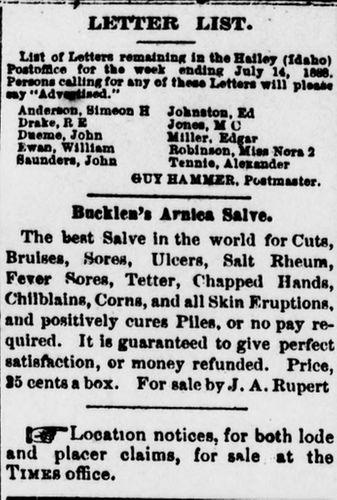 LETTER LIST.
List of Letters remaining in the Hailey (Idaho)
Postoffice for the week ending July 14, 1888.
Persons calling for any of these Letters will please
say "Advertised."
Anderson, Simeon H Johnston, Ed
Drake, R E Jones, M C
Dueme, John Miller, Edgar
Ewan, William Robinson, Miss Nora 2
Saunders, John Tennie, Alexander
GUY HAMMER, Postmaster.
Bucklen's Arnica Salve.
The best Salve in the world for Cuts,
Bruises, Sores, Ulcers, Salt Rheum,
Fever Sores, Tetter, Chapped Hands,
Chilblains, Corns, and all Skin Eruptions,
and positively cures Piles, or no pay re-
quired. It is guaranteed to give perfect
satisfaction, or money refunded. Price,
25 cents a box. For sale by J. A. Rupert
Location notices, for both lode
and placer claims, for sale at the
TIMES office.